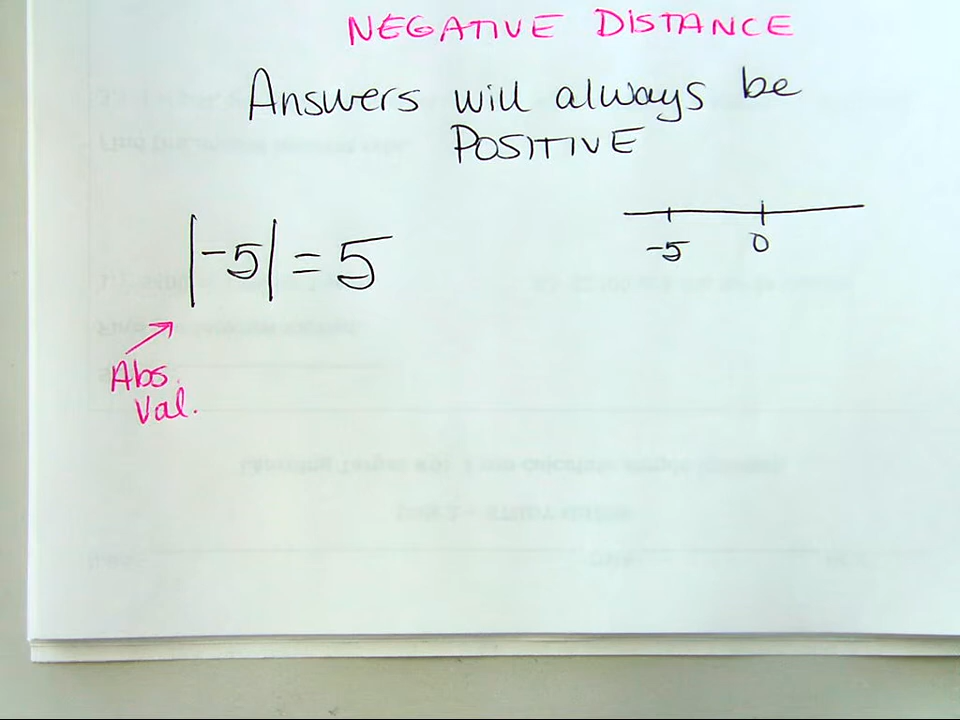 NEGATIVE DISTANCE
Answers will always be
POSITIVE
|-5| = 5
-5 0
Abs.
Val.